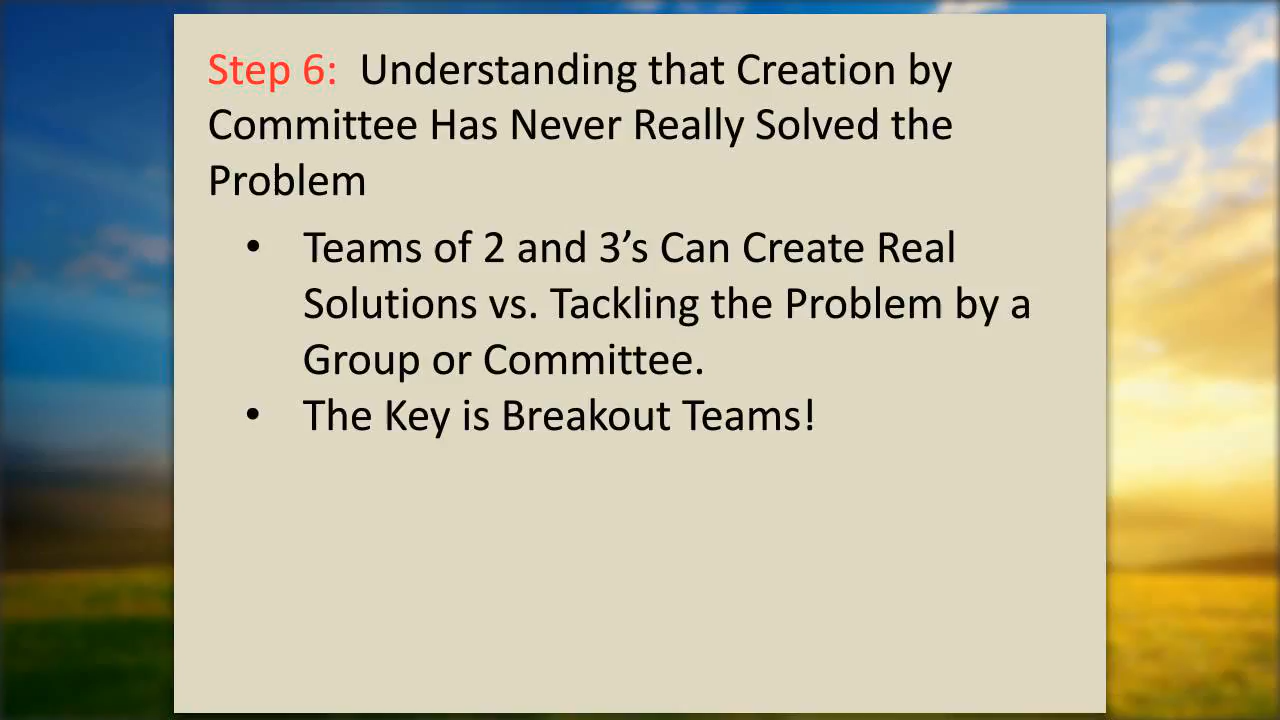 Step 6: Understanding that Creation by
Committee Has Never Really Solved the
Problem
• Teams of 2 and 3’s Can Create Real
Solutions vs. Tackling the Problem by a
Group or Committee.
• The Key is Breakout Teams!